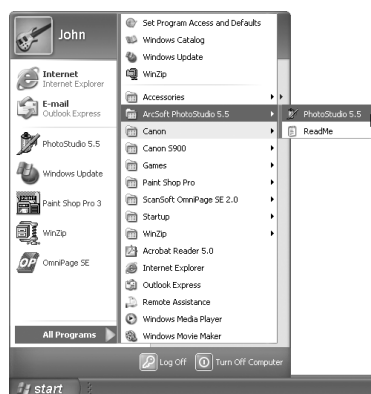 John
Internet
Internet Explorer
E-mail
Outlook Express
PhotoStudio 5.5
Windows Update
Paint Shop Pro 3
WinZip
OmniPage SE
All Programs
Set Program Access and Defaults
Windows Catalog
Windows Update
WinZip
Accessories
ArcSoft PhotoStudio 5.5
Canon
Canon S900
Games
Paint Shop Pro
ScanSoft OmniPage SE 2.0
Startup
WinZip
Acrobat Reader 5.0
Internet Explorer
Outlook Express
Remote Assistance
Windows Media Player
Windows Movie Maker
PhotoStudio 5.5
ReadMe
Log Off Turn Off Computer
start